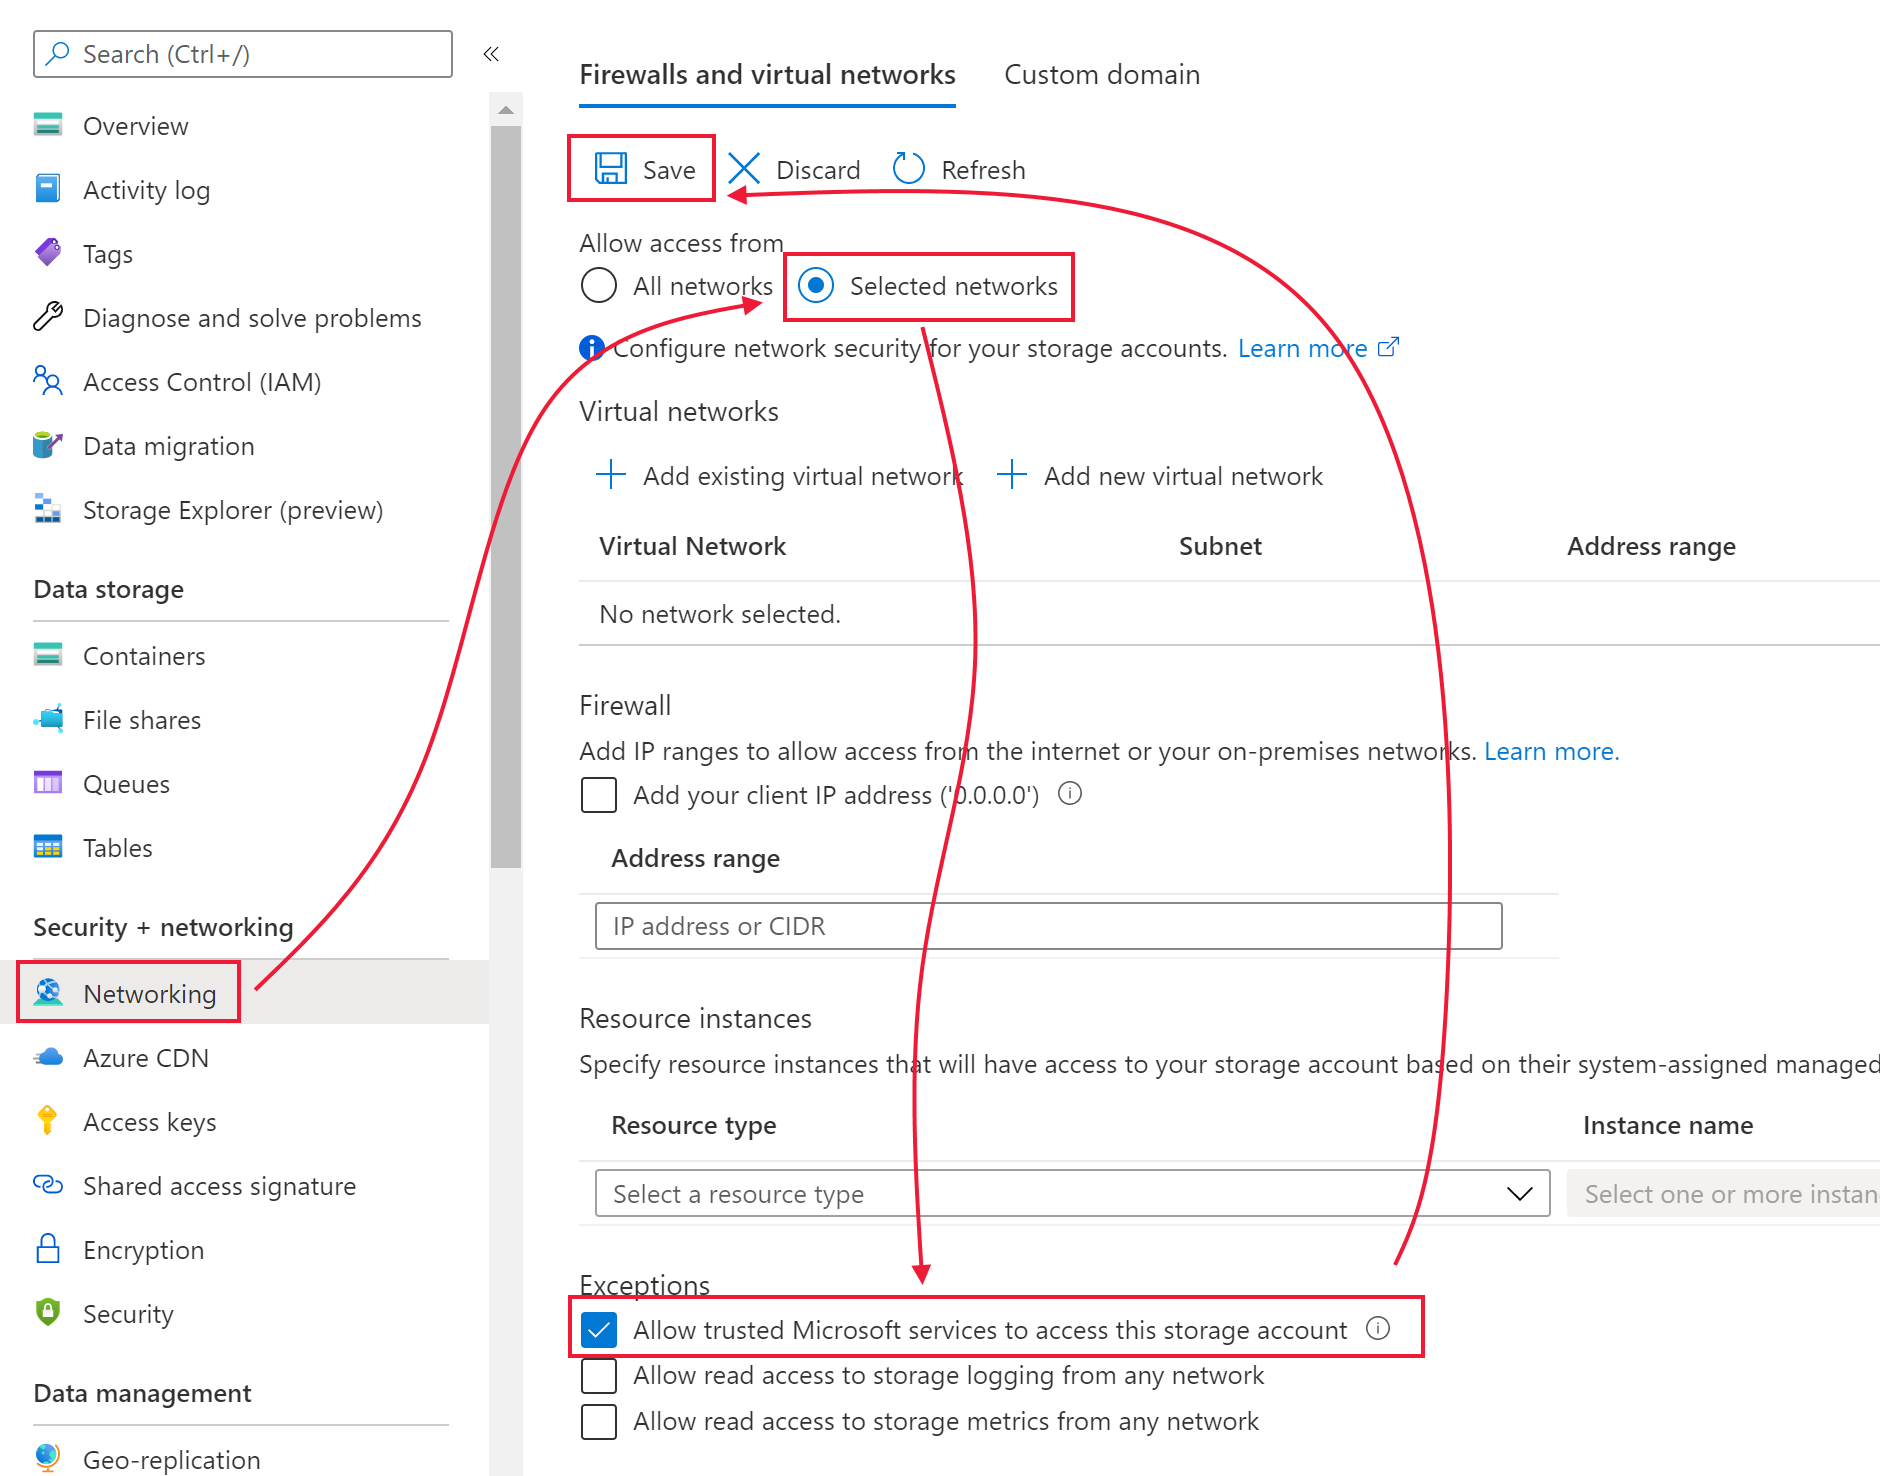 Search (Ctrl+/)
Overview
Activity log
Tags
Diagnose and solve problems
Access Control (IAM)
Data migration
Storage Explorer (preview)
Data storage
Containers
File shares
Queues
Tables
Security + networking
Networking
Azure CDN
Access keys
Shared access signature
Encryption
Security
Data management
Geo-replication
Firewalls and virtual networks Custom domain
Save Discard Refresh
Allow access from
All networks Selected networks
Configure network security for your storage accounts. Learn more
Virtual networks
Add existing virtual network Add new virtual network
Virtual Network Subnet Address range
No network selected.
Firewall
Add IP ranges to allow access from the internet or your on-premises networks. Learn more.
Add your client IP address ('0.0.0.0')
Address range
IP address or CIDR
Resource instances
Specify resource instances that will have access to your storage account based on their system-assigned managed
Resource type Instance name
Select a resource type Select one or more instan
Exceptions
Allow trusted Microsoft services to access this storage account
Allow read access to storage logging from any network
Allow read access to storage metrics from any network